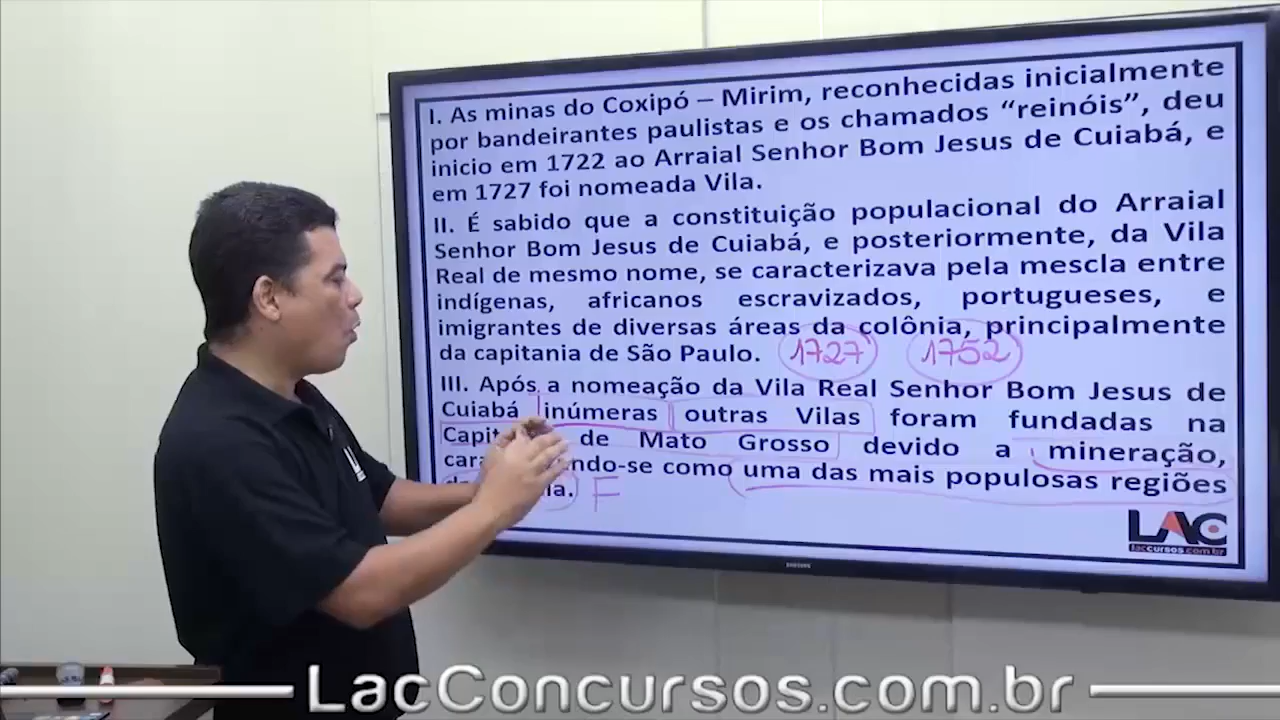 I. As minas do Coxipó – Mirim, reconhecidas inicialmente
por bandeirantes paulistas e os chamados “reinóis”, deu
inicio em 1722 ao Arraial Senhor Bom Jesus de Cuiabá, e
em 1727 foi nomeada Vila.
II. É sabido que a constituição populacional do Arraial
Senhor Bom Jesus de Cuiabá, e posteriormente, da Vila
Real de mesmo nome, se caracterizava pela mescla entre
indígenas, africanos escravizados, portugueses, e
imigrantes de diversas áreas da colônia, principalmente
da capitania de São Paulo. 1727 1752
III. Após a nomeação da Vila Real Senhor Bom Jesus de
Cuiabá inúmeras outras Vilas foram fundadas na
de Mato Grosso devido a mineração,
como uma das mais populosas regiões
F
LAC
laccursos.com.br
SAMSUNG
LacConcursos.com.br